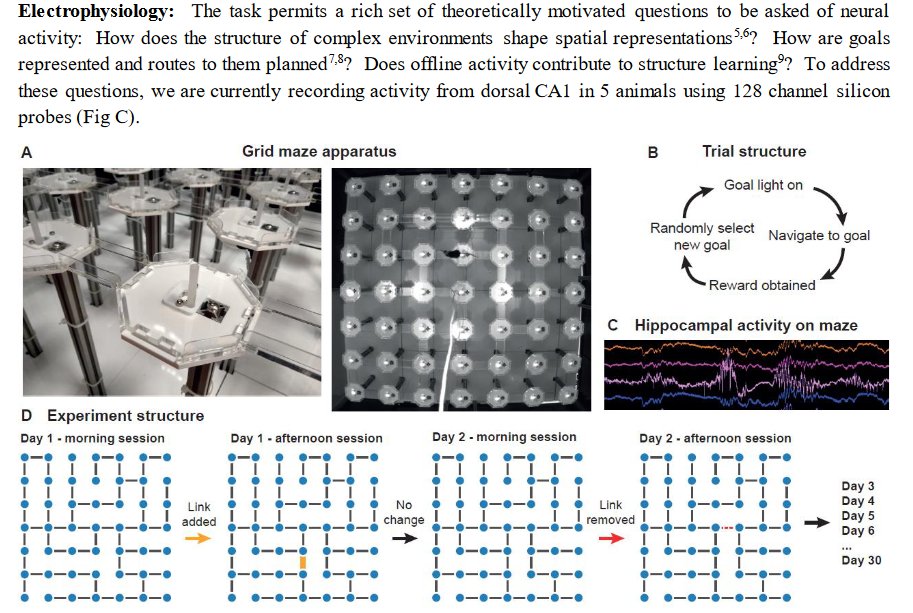 Electrophysiology: The task permits a rich set of theoretically motivated questions to be asked of neural
activity: How does the structure of complex environments shape spatial representations5,6? How are goals
represented and routes to them planned7,8? Does offline activity contribute to structure learning9? To address
these questions, we are currently recording activity from dorsal CA1 in 5 animals using 128 channel silicon
probes (Fig C).
A Grid maze apparatus
B Trial structure
Goal light on
Navigate to goal
Reward obtained
Randomly select
new goal
C Hippocampal activity on maze
D Experiment structure
Day 1 - morning session
Day 1 - afternoon session
Day 2 - morning session
Day 2 - afternoon session
Link
added
No
change
Link
removed
Day 3
Day 4
Day 5
Day 6
...
Day 30